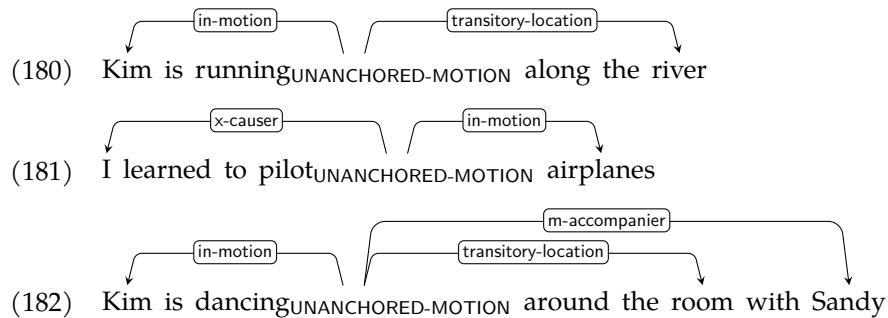 in-motion transitory-location
(180) Kim is runningUNANCHORED-MOTION along the river
x-causer in-motion
(181) I learned to pilotUNANCHORED-MOTION airplanes
m-accompanier
in-motion transitory-location
(182) Kim is dancingUNANCHORED-MOTION around the room with Sandy